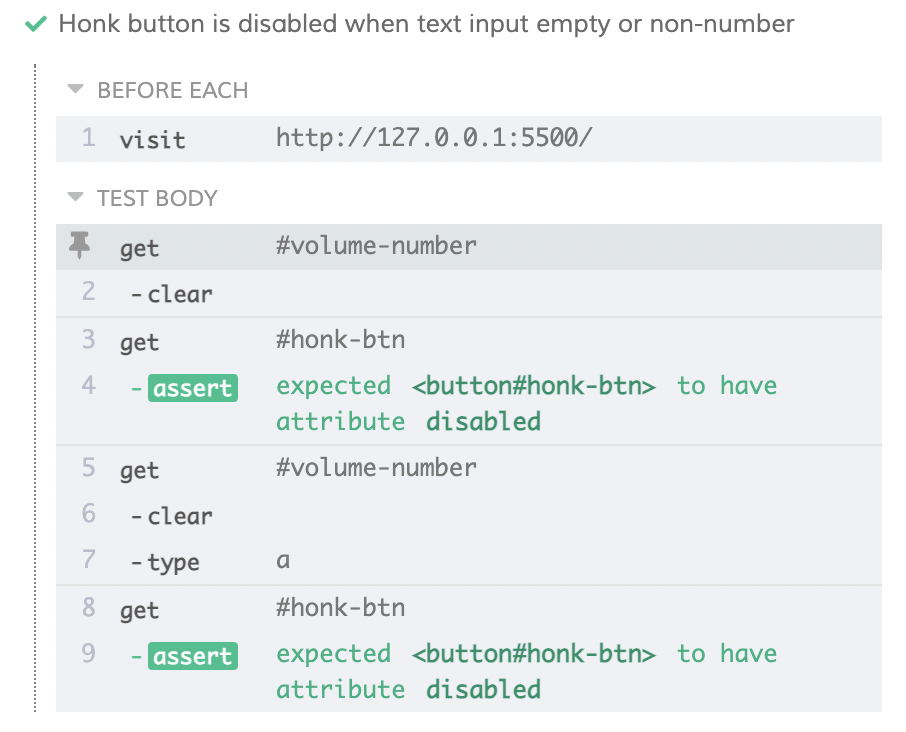 Honk button is disabled when text input empty or non-number
BEFORE EACH
1 visit http://127.0.0.1:5500/
TEST BODY
get #volume-number
2 -clear
3 get #honk-btn
4 -assert expected <button#honk-btn> to have
attribute disabled
5 get #volume-number
6 -clear
7 -type a
8 get #honk-btn
9 -assert expected <button#honk-btn> to have
attribute disabled